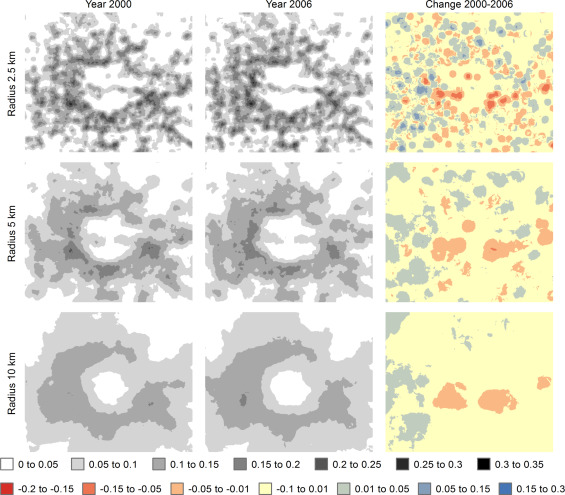 Year 2000 Year 2006 Change 2000-2006
Radius 2.5 km
Radius 5 km
Radius 10 km
0 to 0.05 0.05 to 0.1 0.1 to 0.15 0.15 to 0.2 0.2 to 0.25 0.25 to 0.3 0.3 to 0.35
-0.2 to -0.15 -0.15 to -0.05 -0.05 to -0.01 -0.1 to 0.01 0.01 to 0.05 0.05 to 0.15 0.15 to 0.3